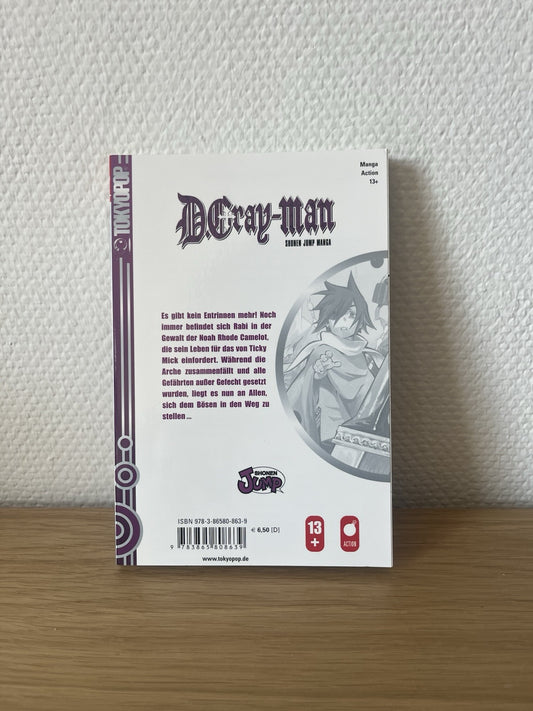 TOKYOPOP
Manga
Action
13+
D.Gray-man
SHONEN JUMP MANGA
Es gibt kein Entrinnen mehr! Noch
immer befindet sich Rabi in der
Gewalt der Noah Rhode Camelot,
die sein Leben für das von Ticky
Mick einfordert. Während die
Arche zusammenfällt und alle
Gefährten außer Gefecht gesetzt
wurden, liegt es nun an Allen,
sich dem Bösen in den Weg zu
stellen ...
SHONEN
JUMP
ISBN 978-3-86580-863-9
€ 6,50 [D]
9 783865 808639
www.tokyopop.de
13
+
ACTION